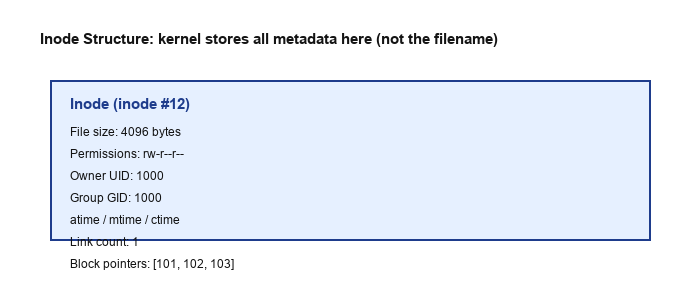 Inode Structure: kernel stores all metadata here (not the filename)
Inode (inode #12)
File size: 4096 bytes
Permissions: rw-r--r--
Owner UID: 1000
Group GID: 1000
atime / mtime / ctime
Link count: 1
Block pointers: [101, 102, 103]